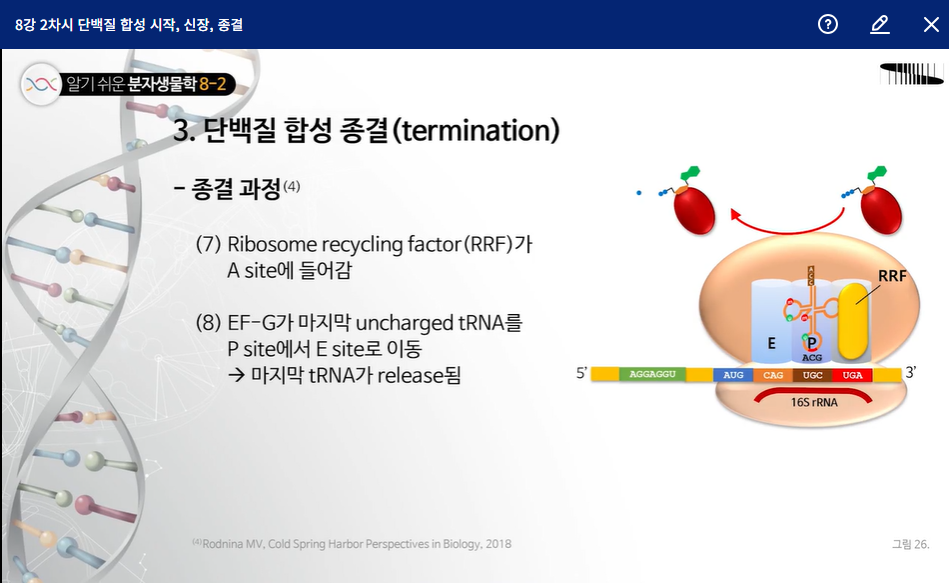 8강 2차시 단백질 합성 시작, 신장, 종결
알기 쉬운 분자생물학 8-2
3. 단백질 합성 종결(termination)
- 종결 과정(4)
(7) Ribosome recycling factor(RRF)가
A site에 들어감
(8) EF-G가 마지막 uncharged tRNA를
P site에서 E site로 이동
→ 마지막 tRNA가 release됨
RRF
E
P
ACG
5’
AGGAGGU
AUG
CAG
UGC
UGA
3’
16S rRNA
(4)Rodnina MV, Cold Spring Harbor Perspectives in Biology, 2018
그림 26.